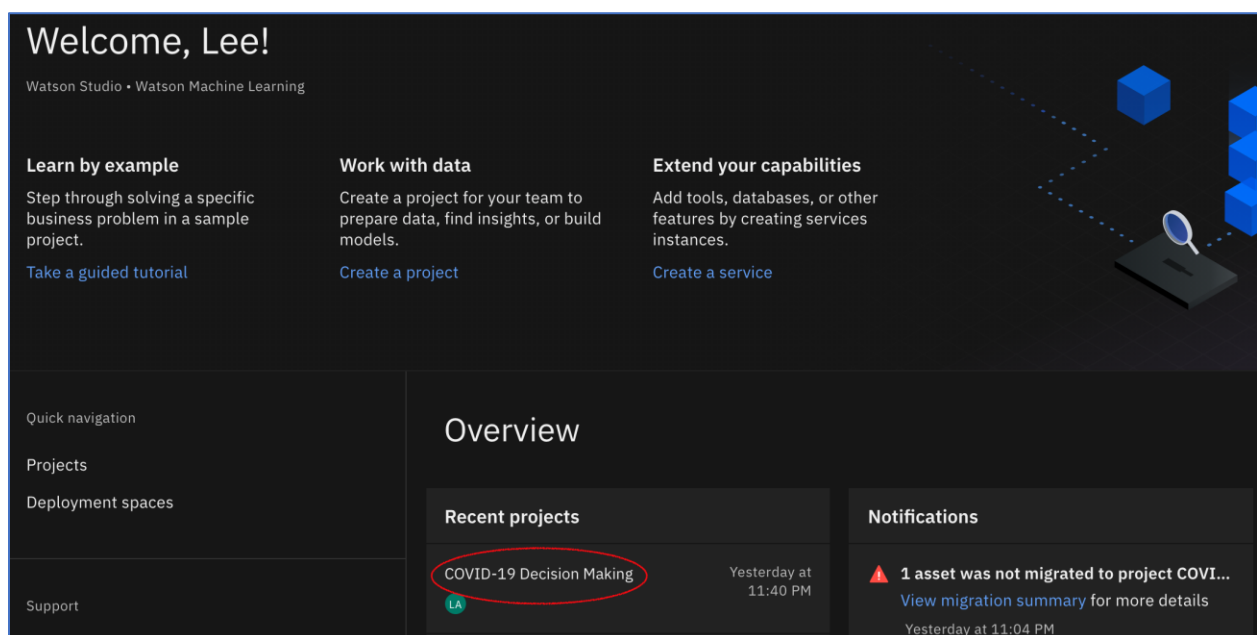 Welcome, Lee!
Watson Studio • Watson Machine Learning
Learn by example
Step through solving a specific
business problem in a sample
project.
Take a guided tutorial
Work with data
Create a project for your team to
prepare data, find insights, or build
models.
Create a project
Extend your capabilities
Add tools, databases, or other
features by creating services
instances.
Create a service
Quick navigation
Projects
Deployment spaces
Support
Overview
Recent projects
COVID-19 Decision Making
Yesterday at
11:40 PM
LA
Notifications
1 asset was not migrated to project COVI...
View migration summary for more details
Yesterday at 11:04 PM